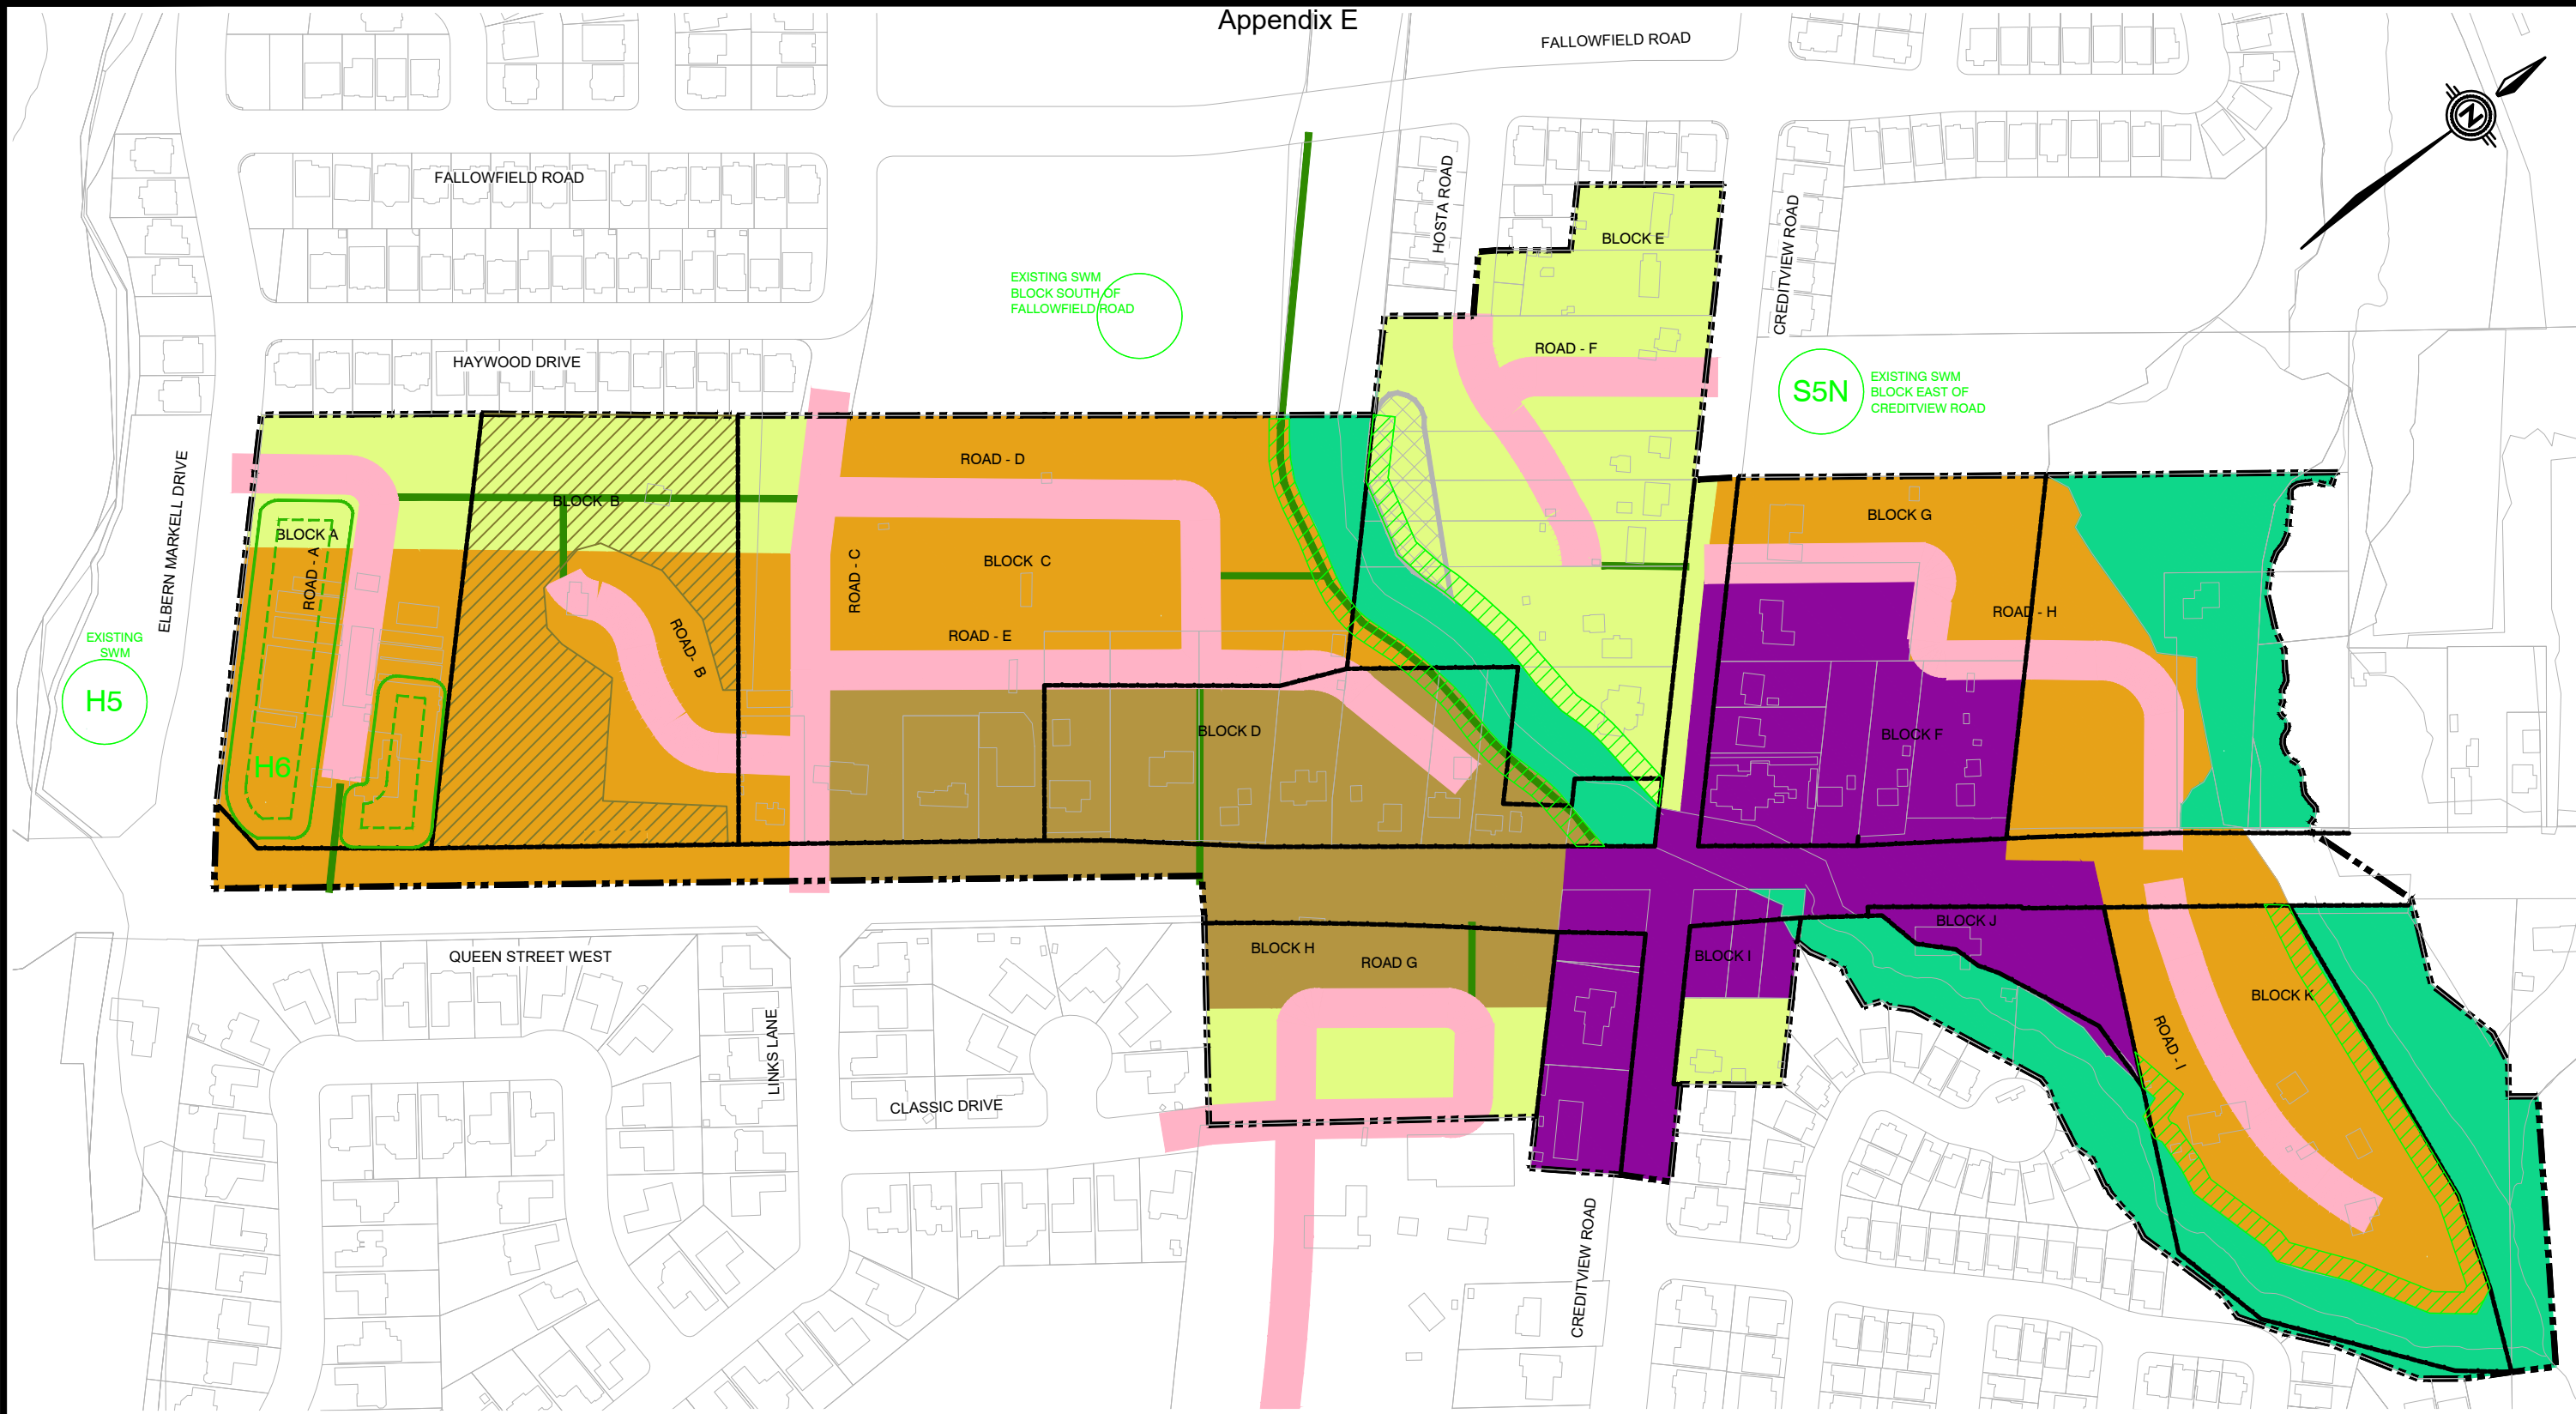 Appendix E
FALLOWFIELD ROAD
FALLOWFIELD ROAD
HOSTA ROAD
CREDITVIEW ROAD
N
BLOCK E
EXISTING SWM
BLOCK SOUTH OF
FALLOWFIELD ROAD
HAYWOOD DRIVE
ROAD - F
S5N
EXISTING SWM
BLOCK EAST OF
CREDITVIEW ROAD
ELBERN MARKELL DRIVE
ROAD - D
BLOCK B
BLOCK G
BLOCK A
ROAD - A
BLOCK C
ROAD - C
ROAD - H
ROAD - E
ROAD- B
EXISTING
SWM
H5
H6
BLOCK D
BLOCK F
BLOCK J
QUEEN STREET WEST
BLOCK H
ROAD G
BLOCK I
BLOCK K
LINKS LANE
ROAD - I
CLASSIC DRIVE
CREDITVIEW ROAD